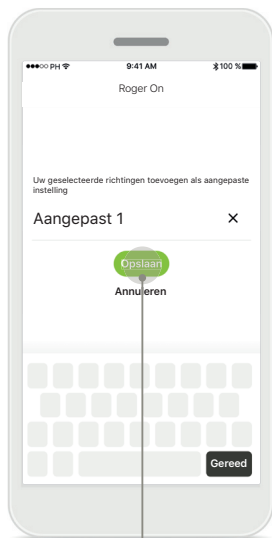 PH 9:41 AM 100 %
Roger On
Uw geselecteerde richtingen toevoegen als aangepaste
instelling
Aangepast 1
Opslaan
Annuleren
Gereed